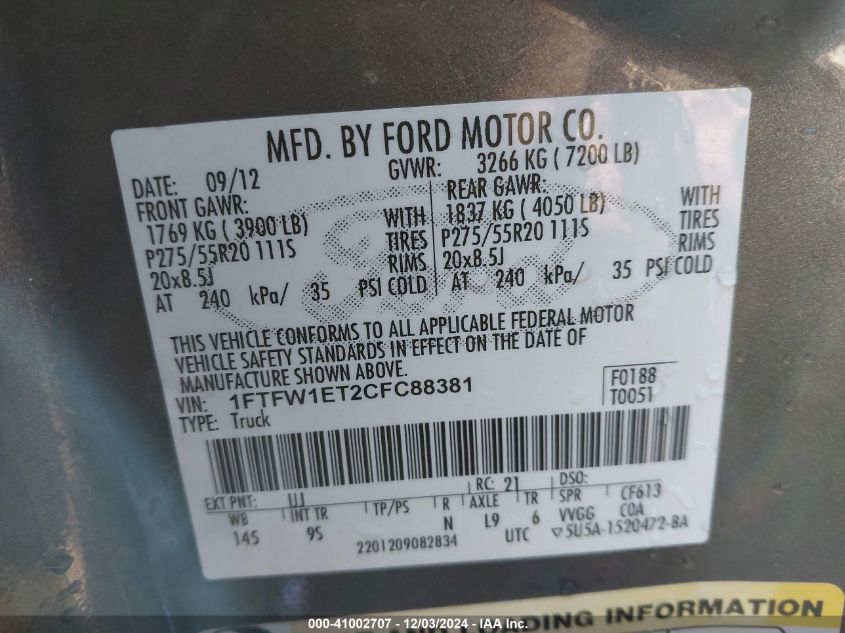 MFD. BY FORD MOTOR CO.
DATE: 09/12 GVWR: 3266 KG ( 7200 LB)
FRONT GAWR: REAR GAWR:
1769 KG ( 3900 LB) WITH 1837 KG ( 4050 LB) WITH
P275/55R20 111S TIRES P275/55R20 111S TIRES
20x8.5J RIMS 20x8.5J RIMS
AT 240 kPa/ 35 PSI COLD AT 240 kPa/ 35 PSI COLD
THIS VEHICLE CONFORMS TO ALL APPLICABLE FEDERAL MOTOR
VEHICLE SAFETY STANDARDS IN EFFECT ON THE DATE OF
MANUFACTURE SHOWN ABOVE.
VIN: 1FTFW1ET2CFC88381 F0188
TYPE: Truck T0051
EXT PNT: UJ RC: 21 DSO:
WB INT TR TP/PS R AXLE TR SPR CF613
145 9S N L9 6 VVGG COA
2201209082834 UTC ▽5U5A-1520472-BA
AND LOADING INFORMATION
000-41002707 - 12/03/2024 - IAA Inc.